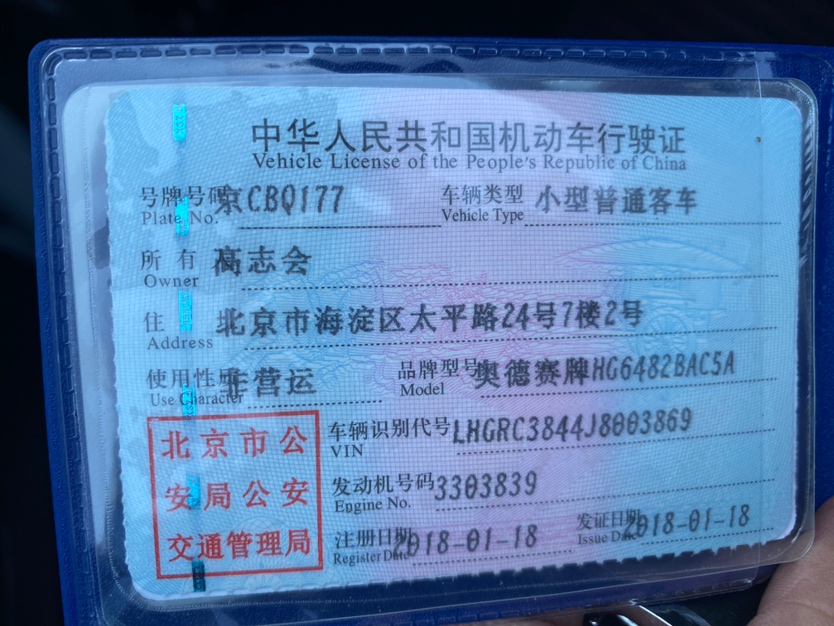 中华人民共和国机动车行驶证
Vehicle License of the People's Republic of China
号牌号码 京CBQ177 车辆类型 小型普通客车
Plate No. Vehicle Type
所有 高志会
Owner
住 北京市海淀区太平路24号7楼2号
Address
使用性质 非营运 品牌型号 奥德赛牌HG6482BAC5A
Use Character Model
车辆识别代号 LHGRC3844J8003869
VIN
发动机号码 3303839
Engine No.
注册日期 2018-01-18 发证日期 2018-01-18
Register Date Issue Date
北京市公
安局公安
交通管理局